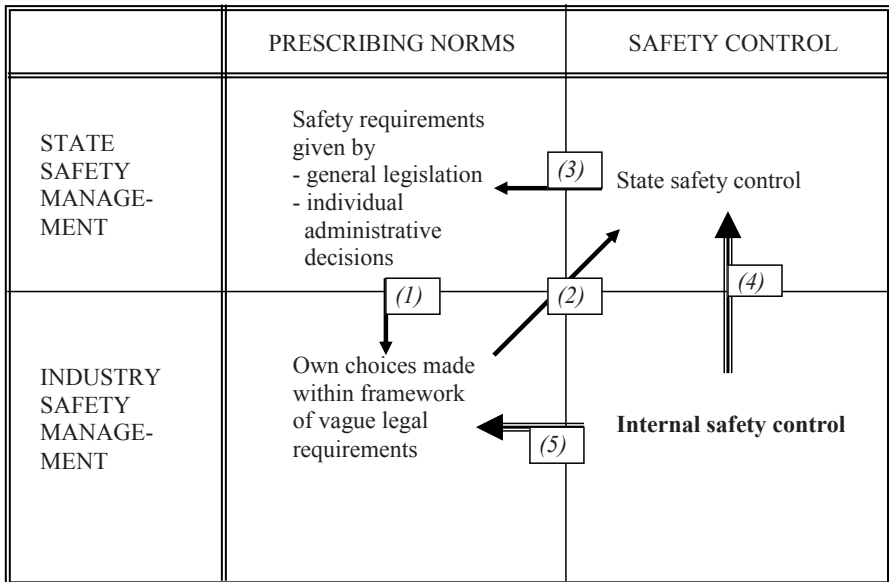 PRESCRIBING NORMS
SAFETY CONTROL
STATE
SAFETY
MANAGE-
MENT
Safety requirements
given by
- general legislation
- individual
administrative
decisions
(3)
State safety control
(1)
(2)
(4)
INDUSTRY
SAFETY
MANAGE-
MENT
Own choices made
within framework
of vague legal
requirements
(5)
Internal safety control